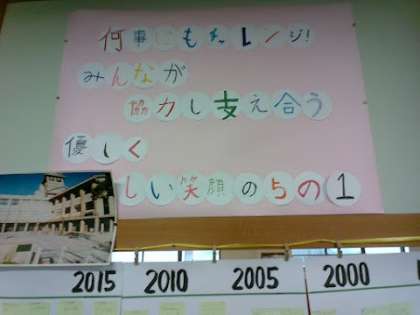 何事にもチャレンジ!
みんなが
協力し支え合う
優しく
しい笑顔の5の1
2015 2010 2005 2000